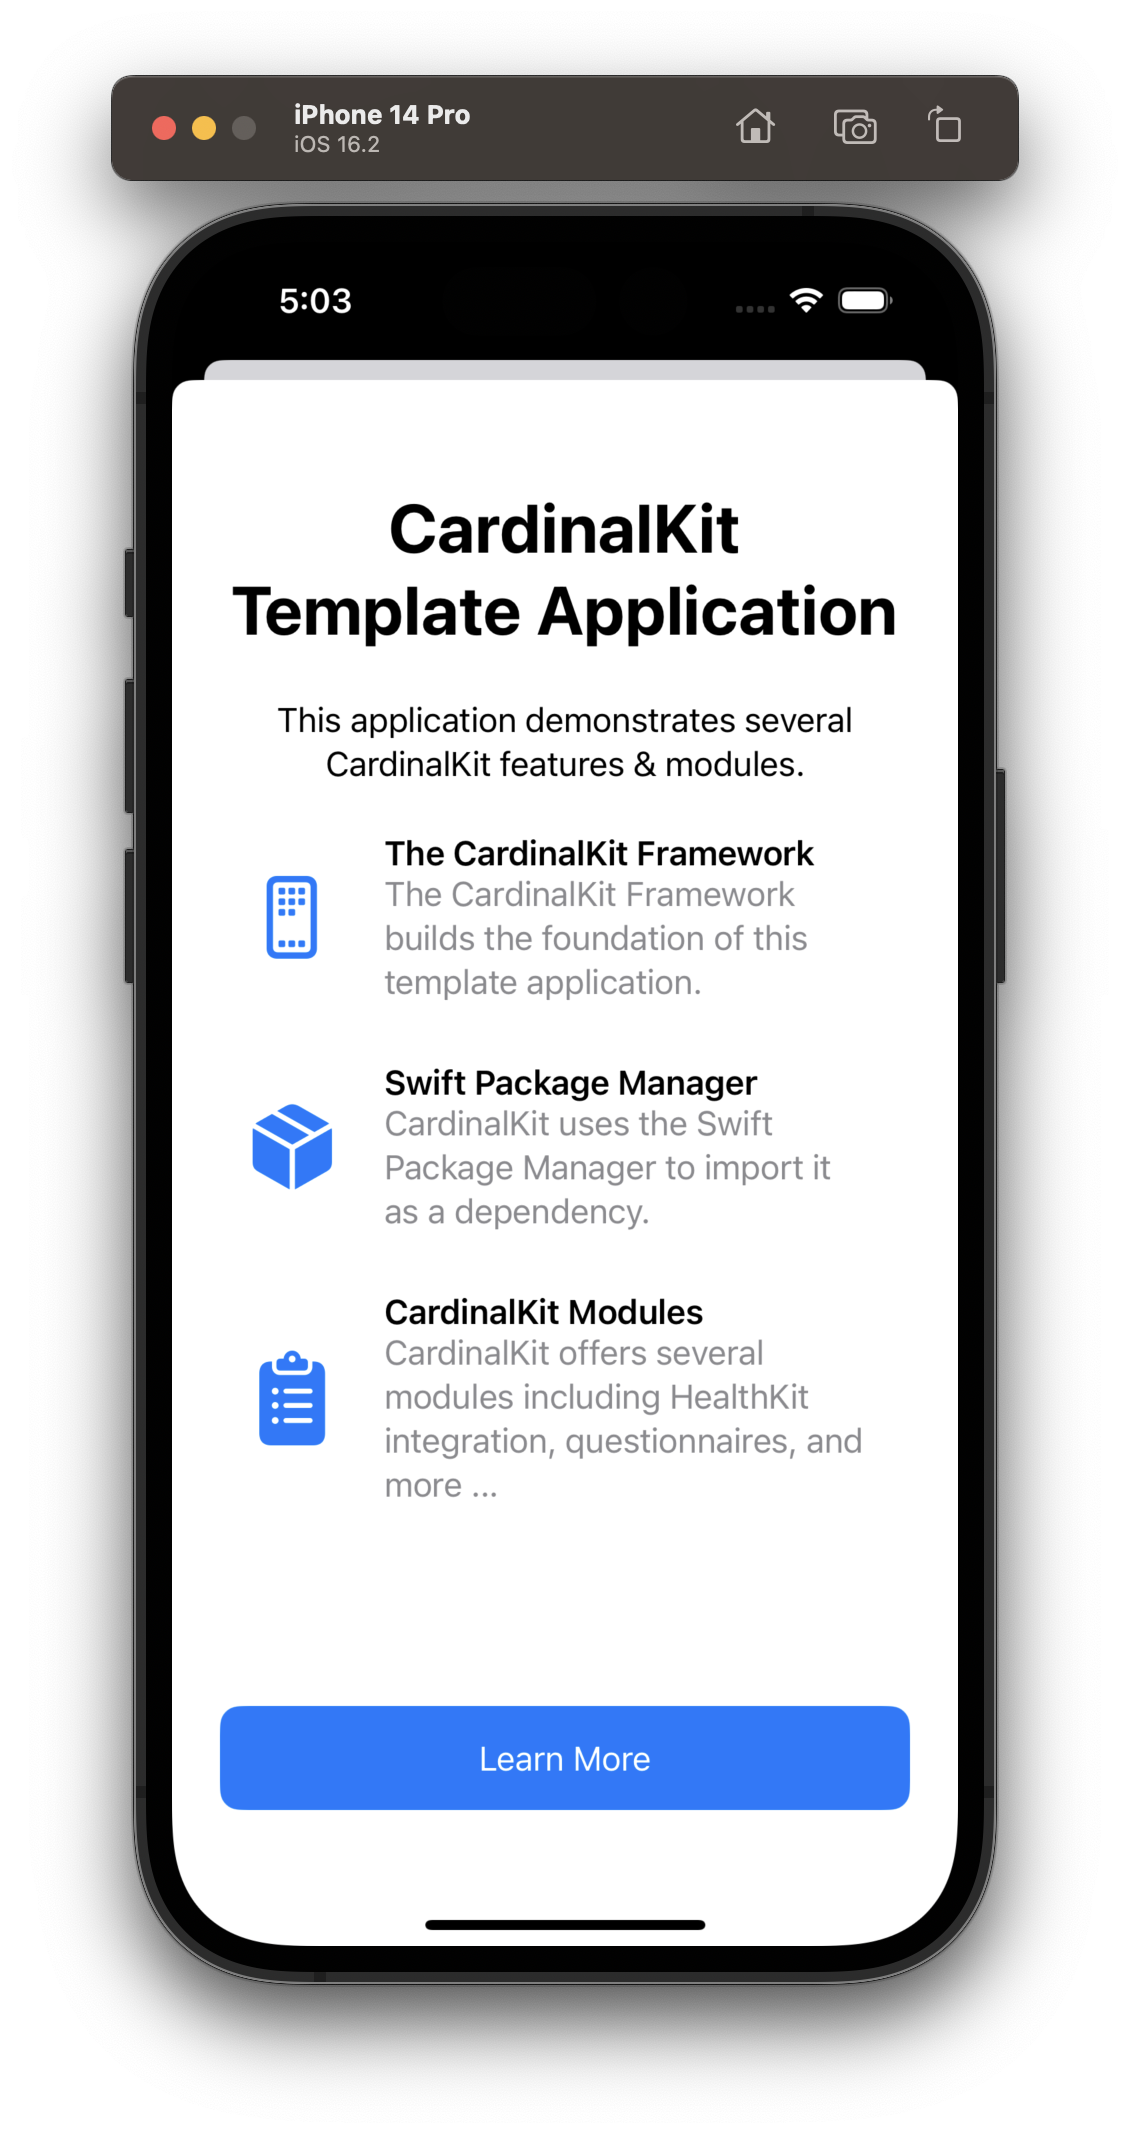 iPhone 14 Pro
iOS 16.2
5:03
CardinalKit
Template Application
This application demonstrates several
CardinalKit features & modules.
The CardinalKit Framework
The CardinalKit Framework
builds the foundation of this
template application.
Swift Package Manager
CardinalKit uses the Swift
Package Manager to import it
as a dependency.
CardinalKit Modules
CardinalKit offers several
modules including HealthKit
integration, questionnaires, and
more ...
Learn More